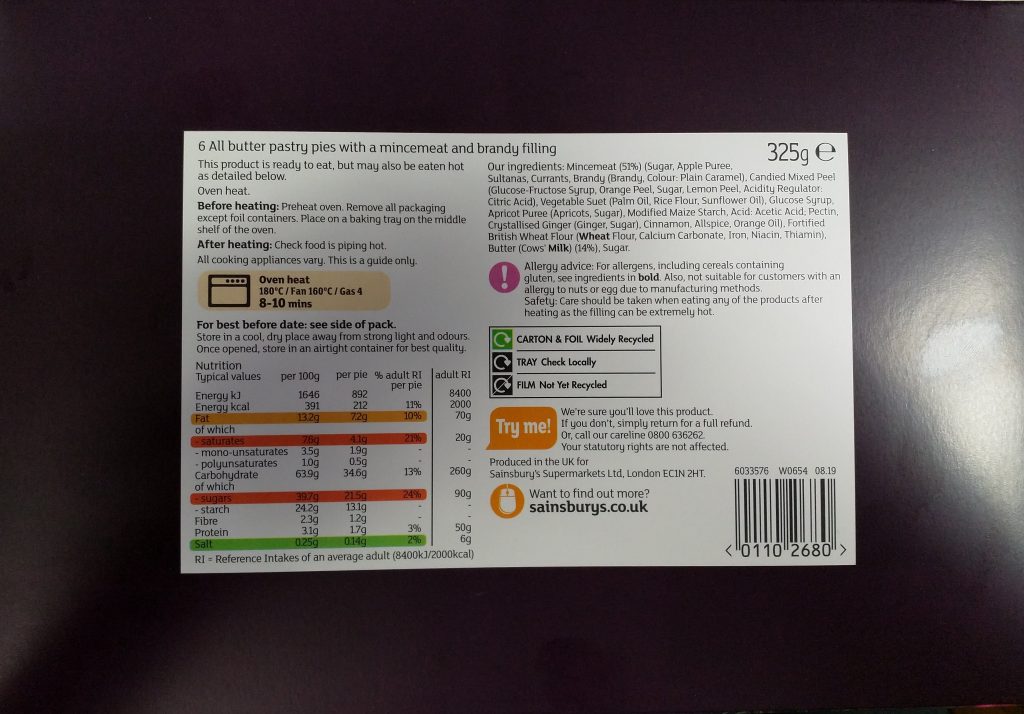 6 All butter pastry pies with a mincemeat and brandy filling
325g ℮
This product is ready to eat, but may also be eaten hot
as detailed below.
Oven heat.
Before heating: Preheat oven. Remove all packaging
except foil containers. Place on a baking tray on the middle
shelf of the oven.
After heating: Check food is piping hot.
All cooking appliances vary. This is a guide only.
Oven heat
180°C / Fan 160°C / Gas 4
8-10 mins
For best before date: see side of pack.
Store in a cool, dry place away from strong light and odours.
Once opened, store in an airtight container for best quality.
Nutrition
Typical values per 100g per pie % adult RI per pie adult RI
Energy kJ 1646 892 8400
Energy kcal 391 212 11% 2000
Fat 13.2g 7.2g 10% 70g
of which
- saturates 7.6g 4.1g 21% 20g
- mono-unsaturates 3.5g 1.9g - -
- polyunsaturates 1.0g 0.5g - -
Carbohydrate 63.9g 34.6g 13% 260g
of which
- sugars 39.7g 21.5g 24% 90g
- starch 24.2g 13.1g - -
Fibre 2.3g 1.2g - -
Protein 3.1g 1.7g 3% 50g
Salt 0.25g 0.14g 2% 6g
RI = Reference Intakes of an average adult (8400kJ/2000kcal)
Our ingredients: Mincemeat (51%) (Sugar, Apple Puree,
Sultanas, Currants, Brandy (Brandy, Colour: Plain Caramel), Candied Mixed Peel
(Glucose-Fructose Syrup, Orange Peel, Sugar, Lemon Peel, Acidity Regulator:
Citric Acid), Vegetable Suet (Palm Oil, Rice Flour, Sunflower Oil), Glucose Syrup,
Apricot Puree (Apricots, Sugar), Modified Maize Starch, Acid: Acetic Acid; Pectin,
Crystallised Ginger (Ginger, Sugar), Cinnamon, Allspice, Orange Oil), Fortified
British Wheat Flour (Wheat Flour, Calcium Carbonate, Iron, Niacin, Thiamin),
Butter (Cows' Milk) (14%), Sugar.
Allergy advice: For allergens, including cereals containing
gluten, see ingredients in bold. Also, not suitable for customers with an
allergy to nuts or egg due to manufacturing methods.
Safety: Care should be taken when eating any of the products after
heating as the filling can be extremely hot.
CARTON & FOIL Widely Recycled
TRAY Check Locally
FILM Not Yet Recycled
Try me!
We're sure you'll love this product.
If you don't, simply return for a full refund.
Or, call our careline 0800 636262.
Your statutory rights are not affected.
Produced in the UK for
Sainsbury's Supermarkets Ltd, London EC1N 2HT.
Want to find out more?
sainsburys.co.uk
6033576 W0654 08.19
< 0110 2680 >